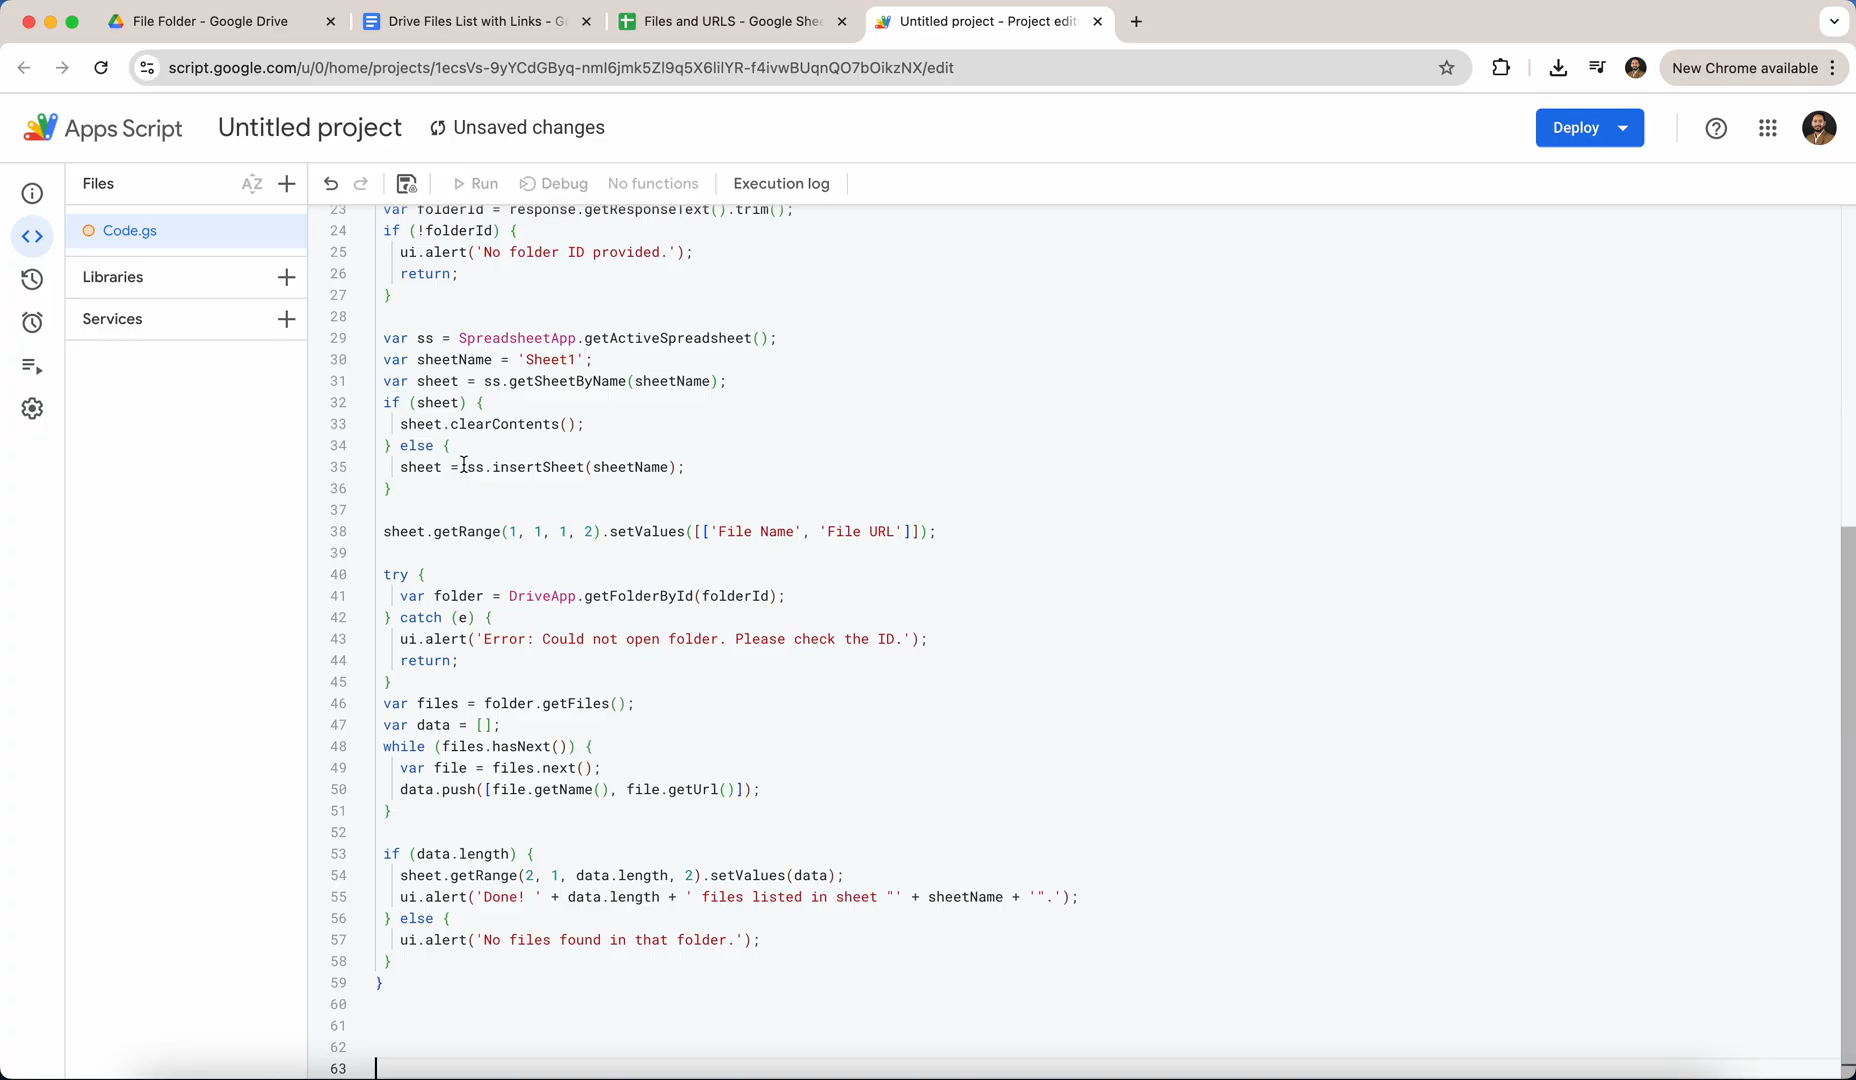 File Folder - Google Drive
Drive Files List with Links - G
Files and URLS - Google Shee
Untitled project - Project edit
script.google.com/u/0/home/projects/1ecsVs-9yYCdGByq-nmI6jmk5Zl9q5X6lilYR-f4ivwBUqnQO7bOikzNX/edit
New Chrome available
Apps Script
Untitled project
Unsaved changes
Deploy
Files
AZ
Run
Debug
No functions
Execution log
Code.gs
Libraries
Services
23 var folderId = response.getResponseText().trim();
24 if (!folderId) {
25 ui.alert('No folder ID provided.');
26 return;
27 }
28
29 var ss = SpreadsheetApp.getActiveSpreadsheet();
30 var sheetName = 'Sheet1';
31 var sheet = ss.getSheetByName(sheetName);
32 if (sheet) {
33 sheet.clearContents();
34 } else {
35 sheet = ss.insertSheet(sheetName);
36 }
37
38 sheet.getRange(1, 1, 1, 2).setValues([['File Name', 'File URL']]);
39
40 try {
41 var folder = DriveApp.getFolderById(folderId);
42 } catch (e) {
43 ui.alert('Error: Could not open folder. Please check the ID.');
44 return;
45 }
46 var files = folder.getFiles();
47 var data = [];
48 while (files.hasNext()) {
49 var file = files.next();
50 data.push([file.getName(), file.getUrl()]);
51 }
52
53 if (data.length) {
54 sheet.getRange(2, 1, data.length, 2).setValues(data);
55 ui.alert('Done! ' + data.length + ' files listed in sheet "' + sheetName + '".');
56 } else {
57 ui.alert('No files found in that folder.');
58 }
59 }
60
61
62
63